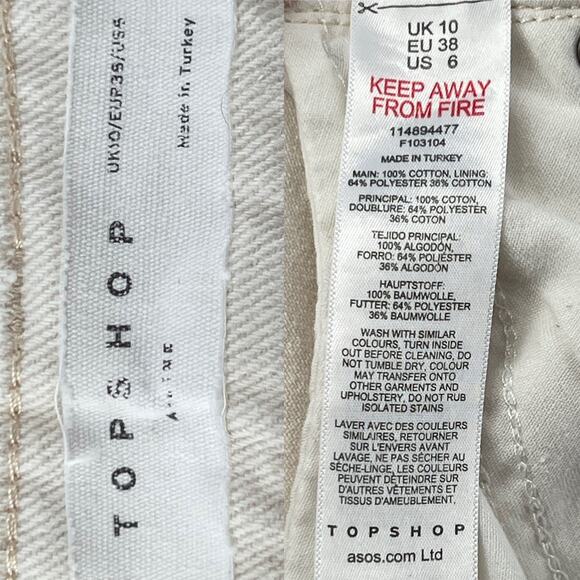 TOPSHOP
UK10/EUR38/US6
Made in Turkey
UK 10
EU 38
US 6
KEEP AWAY
FROM FIRE
114894477
F103104
MADE IN TURKEY
MAIN: 100% COTTON, LINING:
64% POLYESTER 36% COTTON
PRINCIPAL: 100% COTON,
DOUBLURE: 64% POLYESTER
36% COTON
TEJIDO PRINCIPAL:
100% ALGODÓN,
FORRO: 64% POLIÉSTER
36% ALGODÓN
HAUPTSTOFF:
100% BAUMWOLLE,
FUTTER: 64% POLYESTER
36% BAUMWOLLE
WASH WITH SIMILAR
COLOURS, TURN INSIDE
OUT BEFORE CLEANING, DO
NOT TUMBLE DRY, COLOUR
MAY TRANSFER ONTO
OTHER GARMENTS AND
UPHOLSTERY, DO NOT RUB
ISOLATED STAINS
LAVER AVEC DES COULEURS
SIMILAIRES, RETOURNER
SUR L'ENVERS AVANT
LAVAGE, NE PAS SÉCHER AU
SÈCHE-LINGE, LES COULEURS
PEUVENT DÉTEINDRE SUR
D'AUTRES VÊTEMENTS ET
TISSUS D'AMEUBLEMENT,
TOPSHOP
asos.com Ltd